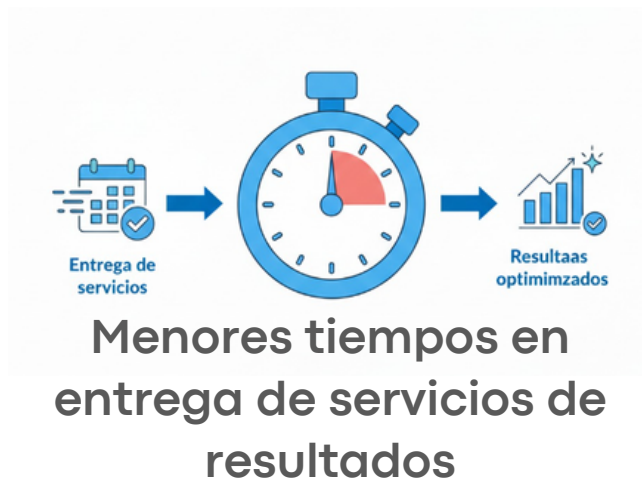 Entrega de
servicios
Resultaas
optimimzados
Menores tiempos en
entrega de servicios de
resultados